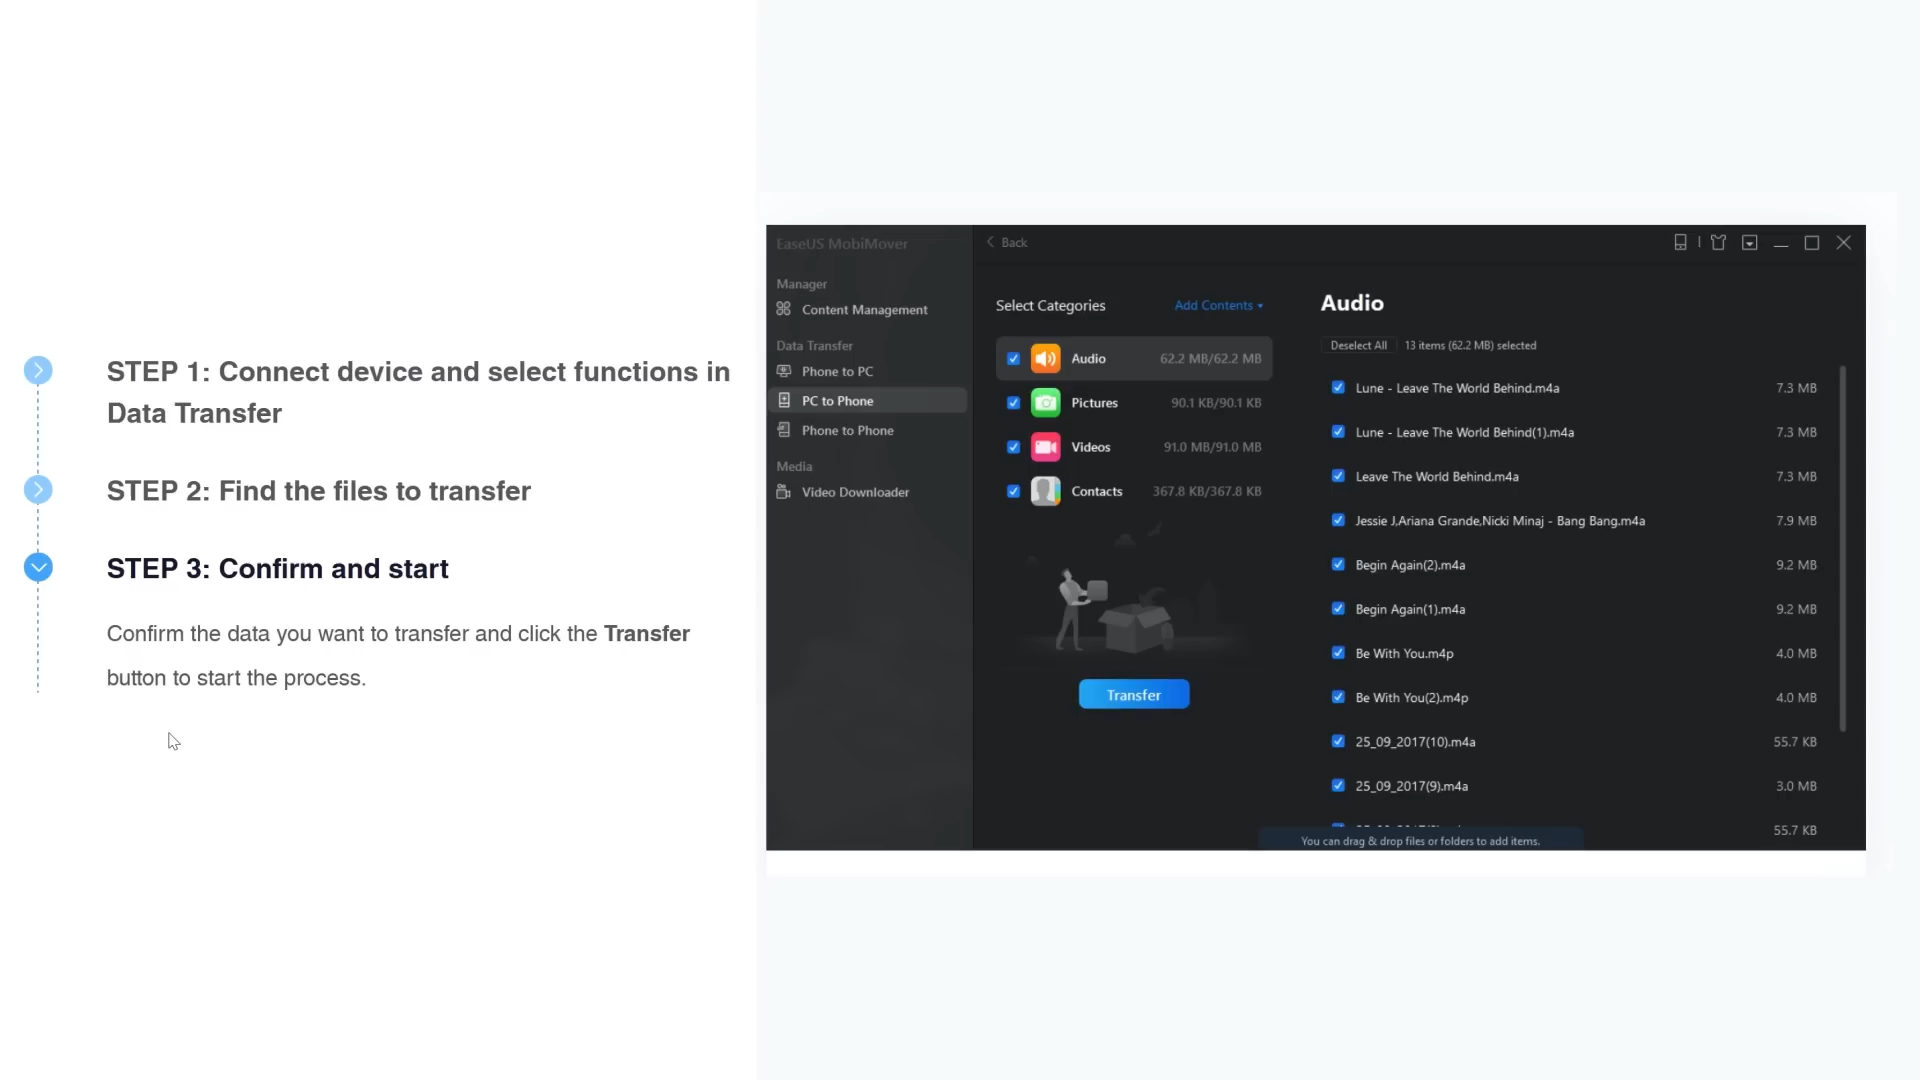 STEP 1: Connect device and select functions in
Data Transfer
STEP 2: Find the files to transfer
STEP 3: Confirm and start
Confirm the data you want to transfer and click the Transfer
button to start the process.
EaseUS MobiMover
Manager
Content Management
Data Transfer
Phone to PC
PC to Phone
Phone to Phone
Media
Video Downloader
Back
Select Categories
Add Contents
Audio 62.2 MB/62.2 MB
Pictures 90.1 KB/90.1 KB
Videos 91.0 MB/91.0 MB
Contacts 367.8 KB/367.8 KB
Transfer
Audio
Deselect All 13 items (62.2 MB) selected
Lune - Leave The World Behind.m4a 7.3 MB
Lune - Leave The World Behind(1).m4a 7.3 MB
Leave The World Behind.m4a 7.3 MB
Jessie J,Ariana Grande,Nicki Minaj - Bang Bang.m4a 7.9 MB
Begin Again(2).m4a 9.2 MB
Begin Again(1).m4a 9.2 MB
Be With You.m4p 4.0 MB
Be With You(2).m4p 4.0 MB
25_09_2017(10).m4a 55.7 KB
25_09_2017(9).m4a 3.0 MB
55.7 KB
You can drag & drop files or folders to add items.